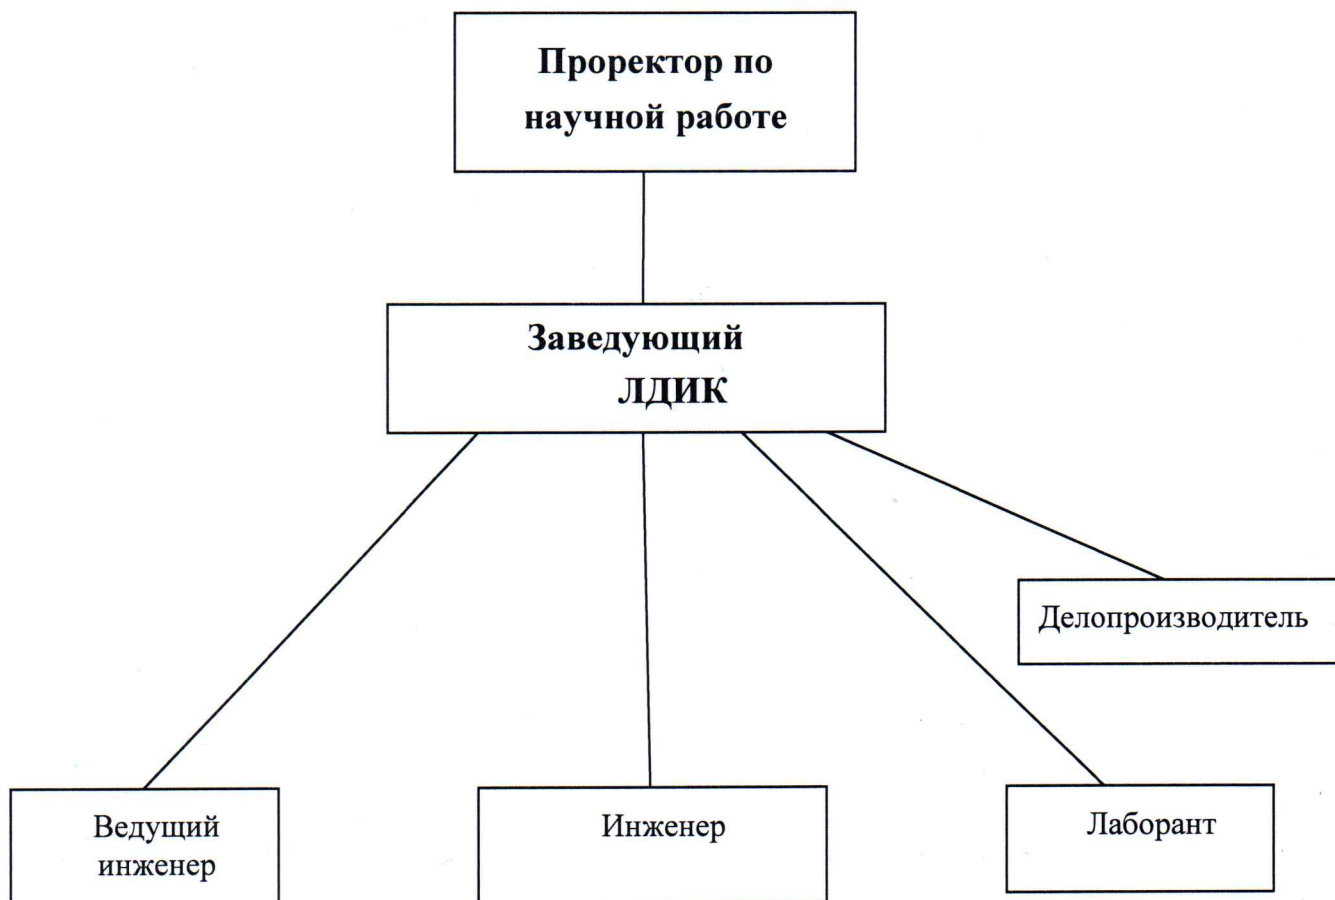 Проректор по
научной работе
Заведующий
ЛДИК
Делопроизводитель
Ведущий
инженер
Инженер
Лаборант